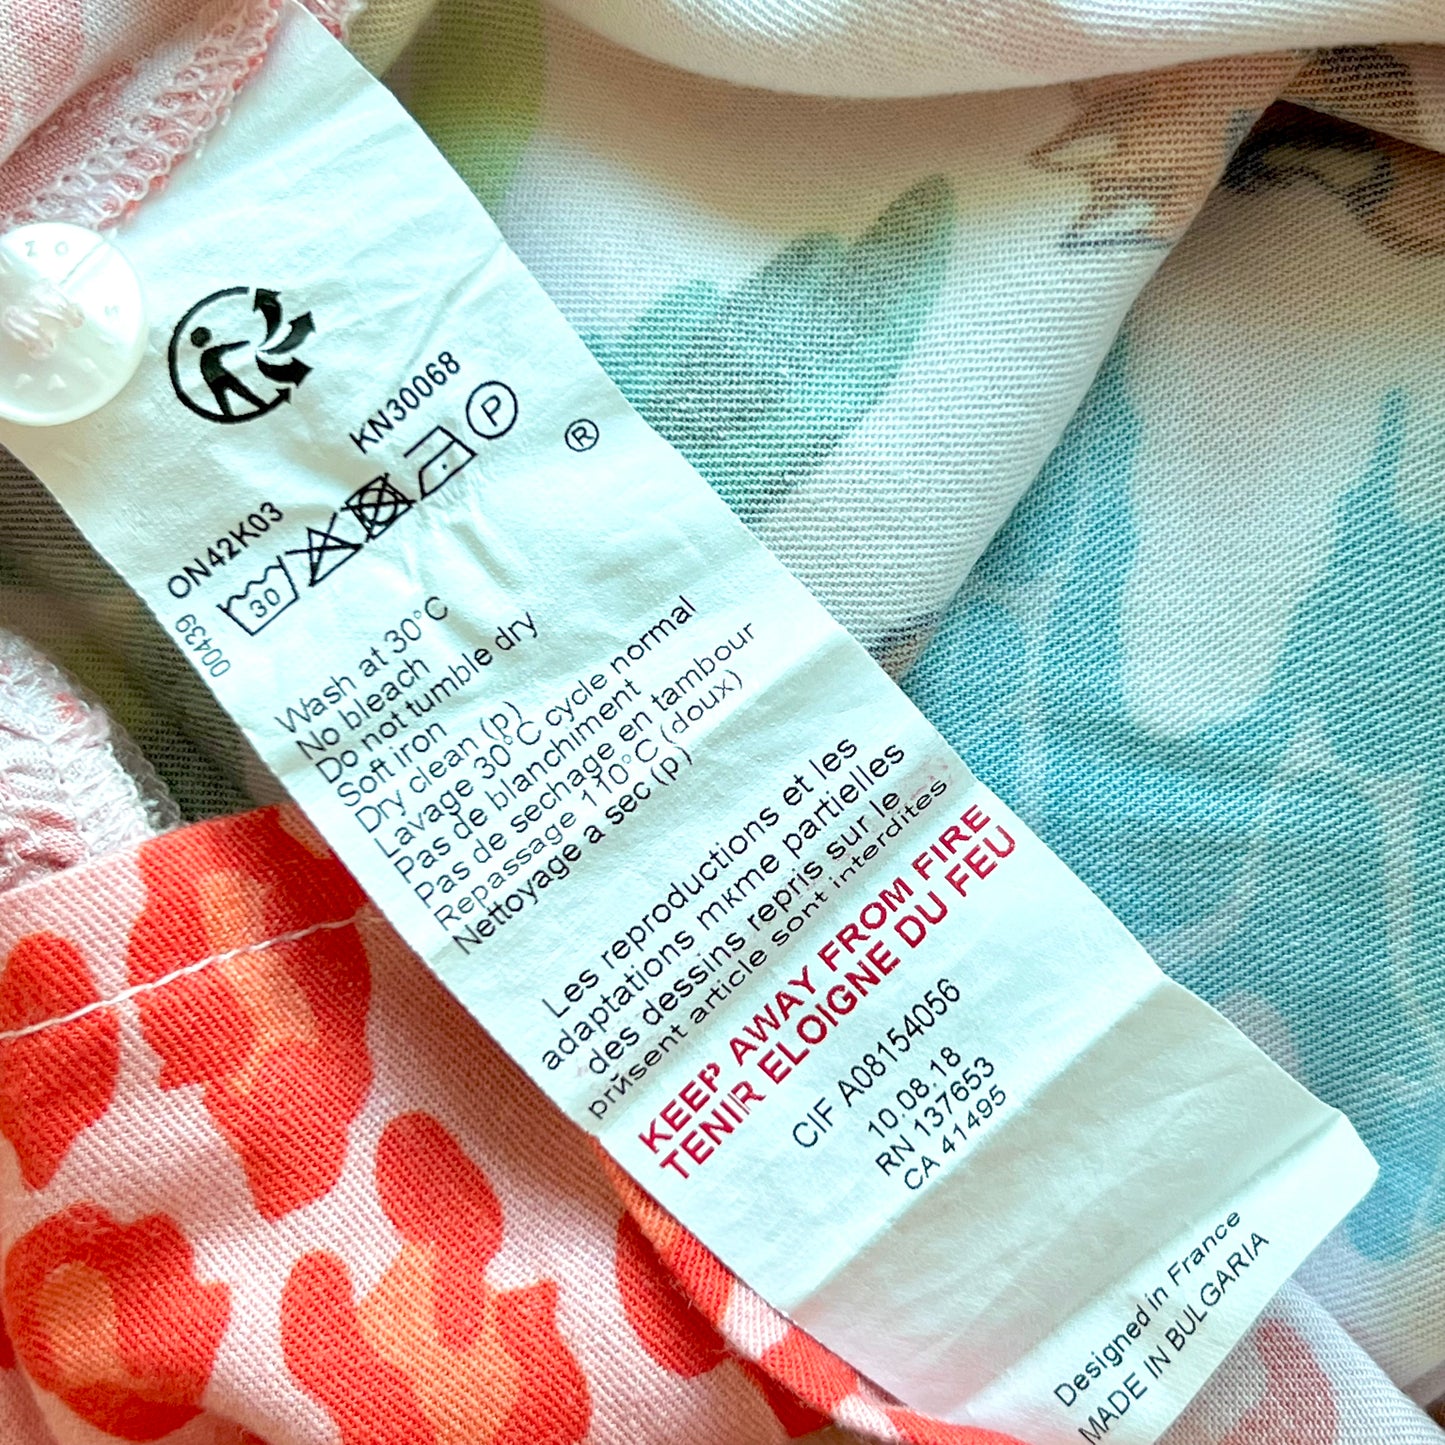 KN30068
ON42K03
00439
30
P
®
Wash at 30°C
No bleach
Do not tumble dry
Soft iron
Dry clean (p)
Lavage 30°C cycle normal
Pas de blanchiment
Pas de sechage en tambour
Repassage 110°C (doux)
Nettoyage a sec (p)
Les reproductions et les
adaptations mкme partielles
des dessins repris sur le
prйsent article sont interdites
KEEP AWAY FROM FIRE
TENIR ELOIGNE DU FEU
CIF A08154056
10.08.18
RN 137653
CA 41495
Designed in France
MADE IN BULGARIA